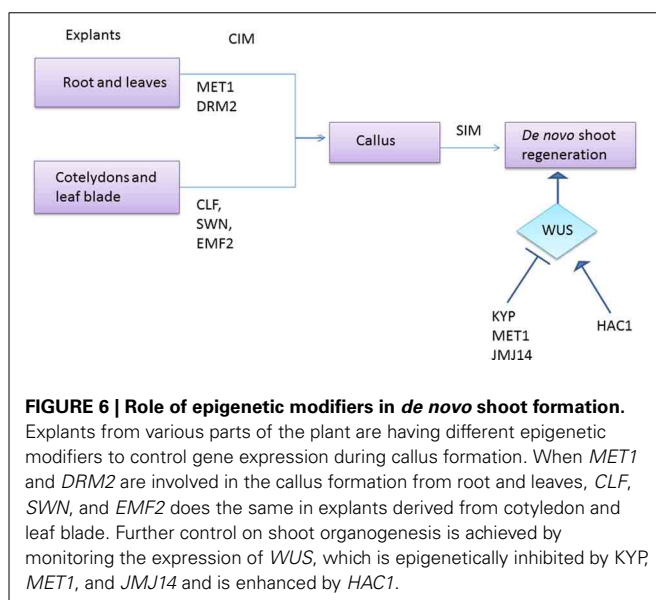 Explants
CIM
Root and leaves
MET1
DRM2
Callus
SIM
De novo shoot
regeneration
Cotelydons and
leaf blade
CLF,
SWN,
EMF2
WUS
KYP
MET1
JMJ14
HAC1
FIGURE 6 | Role of epigenetic modifiers in de novo shoot formation.
Explants from various parts of the plant are having different epigenetic
modifiers to control gene expression during callus formation. When MET1
and DRM2 are involved in the callus formation from root and leaves, CLF,
SWN, and EMF2 does the same in explants derived from cotyledon and
leaf blade. Further control on shoot organogenesis is achieved by
monitoring the expression of WUS, which is epigenetically inhibited by KYP,
MET1, and JMJ14 and is enhanced by HAC1.